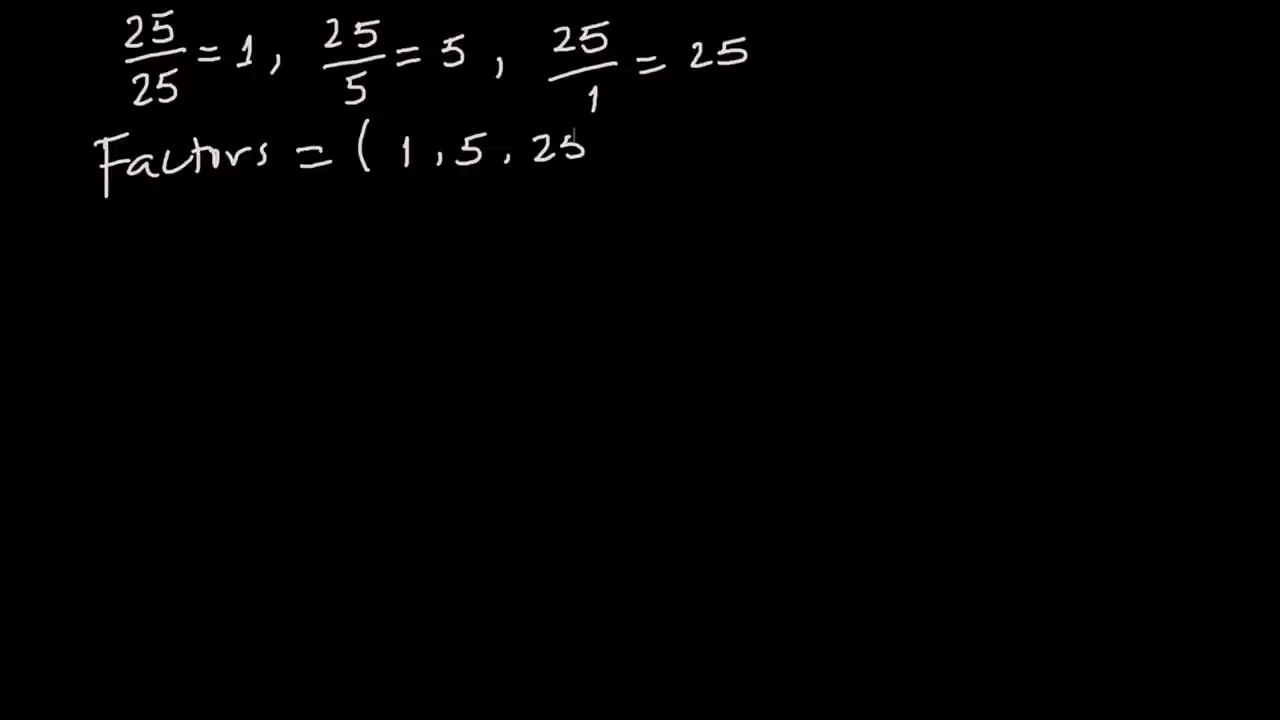 25/25 = 1, 25/5 = 5, 25/1 = 25
Factors = ( 1, 5, 25